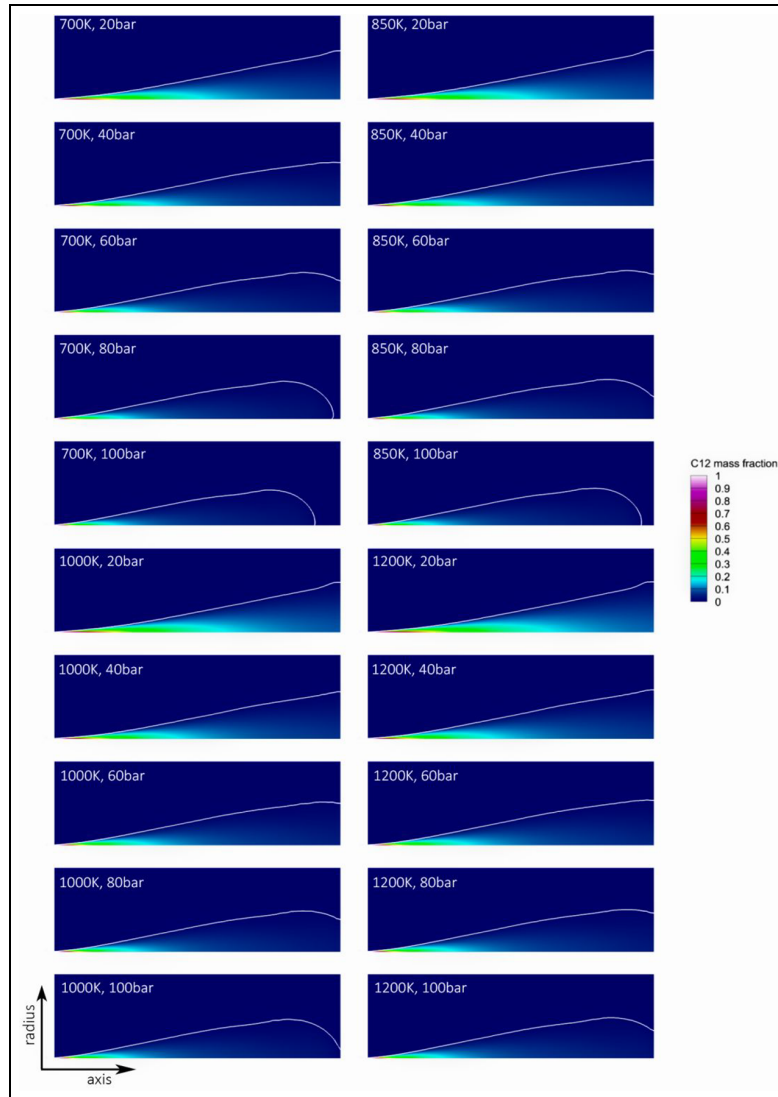 700K, 20bar
850K, 20bar
700K, 40bar
850K, 40bar
700K, 60bar
850K, 60bar
700K, 80bar
850K, 80bar
700K, 100bar
850K, 100bar
C12 mass fraction
1
0.9
0.8
0.7
0.6
0.5
0.4
0.3
0.2
0.1
0
1000K, 20bar
1200K, 20bar
1000K, 40bar
1200K, 40bar
1000K, 60bar
1200K, 60bar
1000K, 80bar
1200K, 80bar
1000K, 100bar
1200K, 100bar
radius
axis